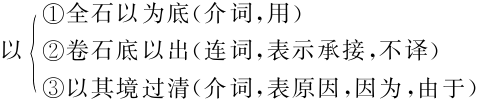 以
①全石以为底(介词,用)
②卷石底以出(连词,表示承接,不译)
③以其境过清(介词,表原因,因为,由于)